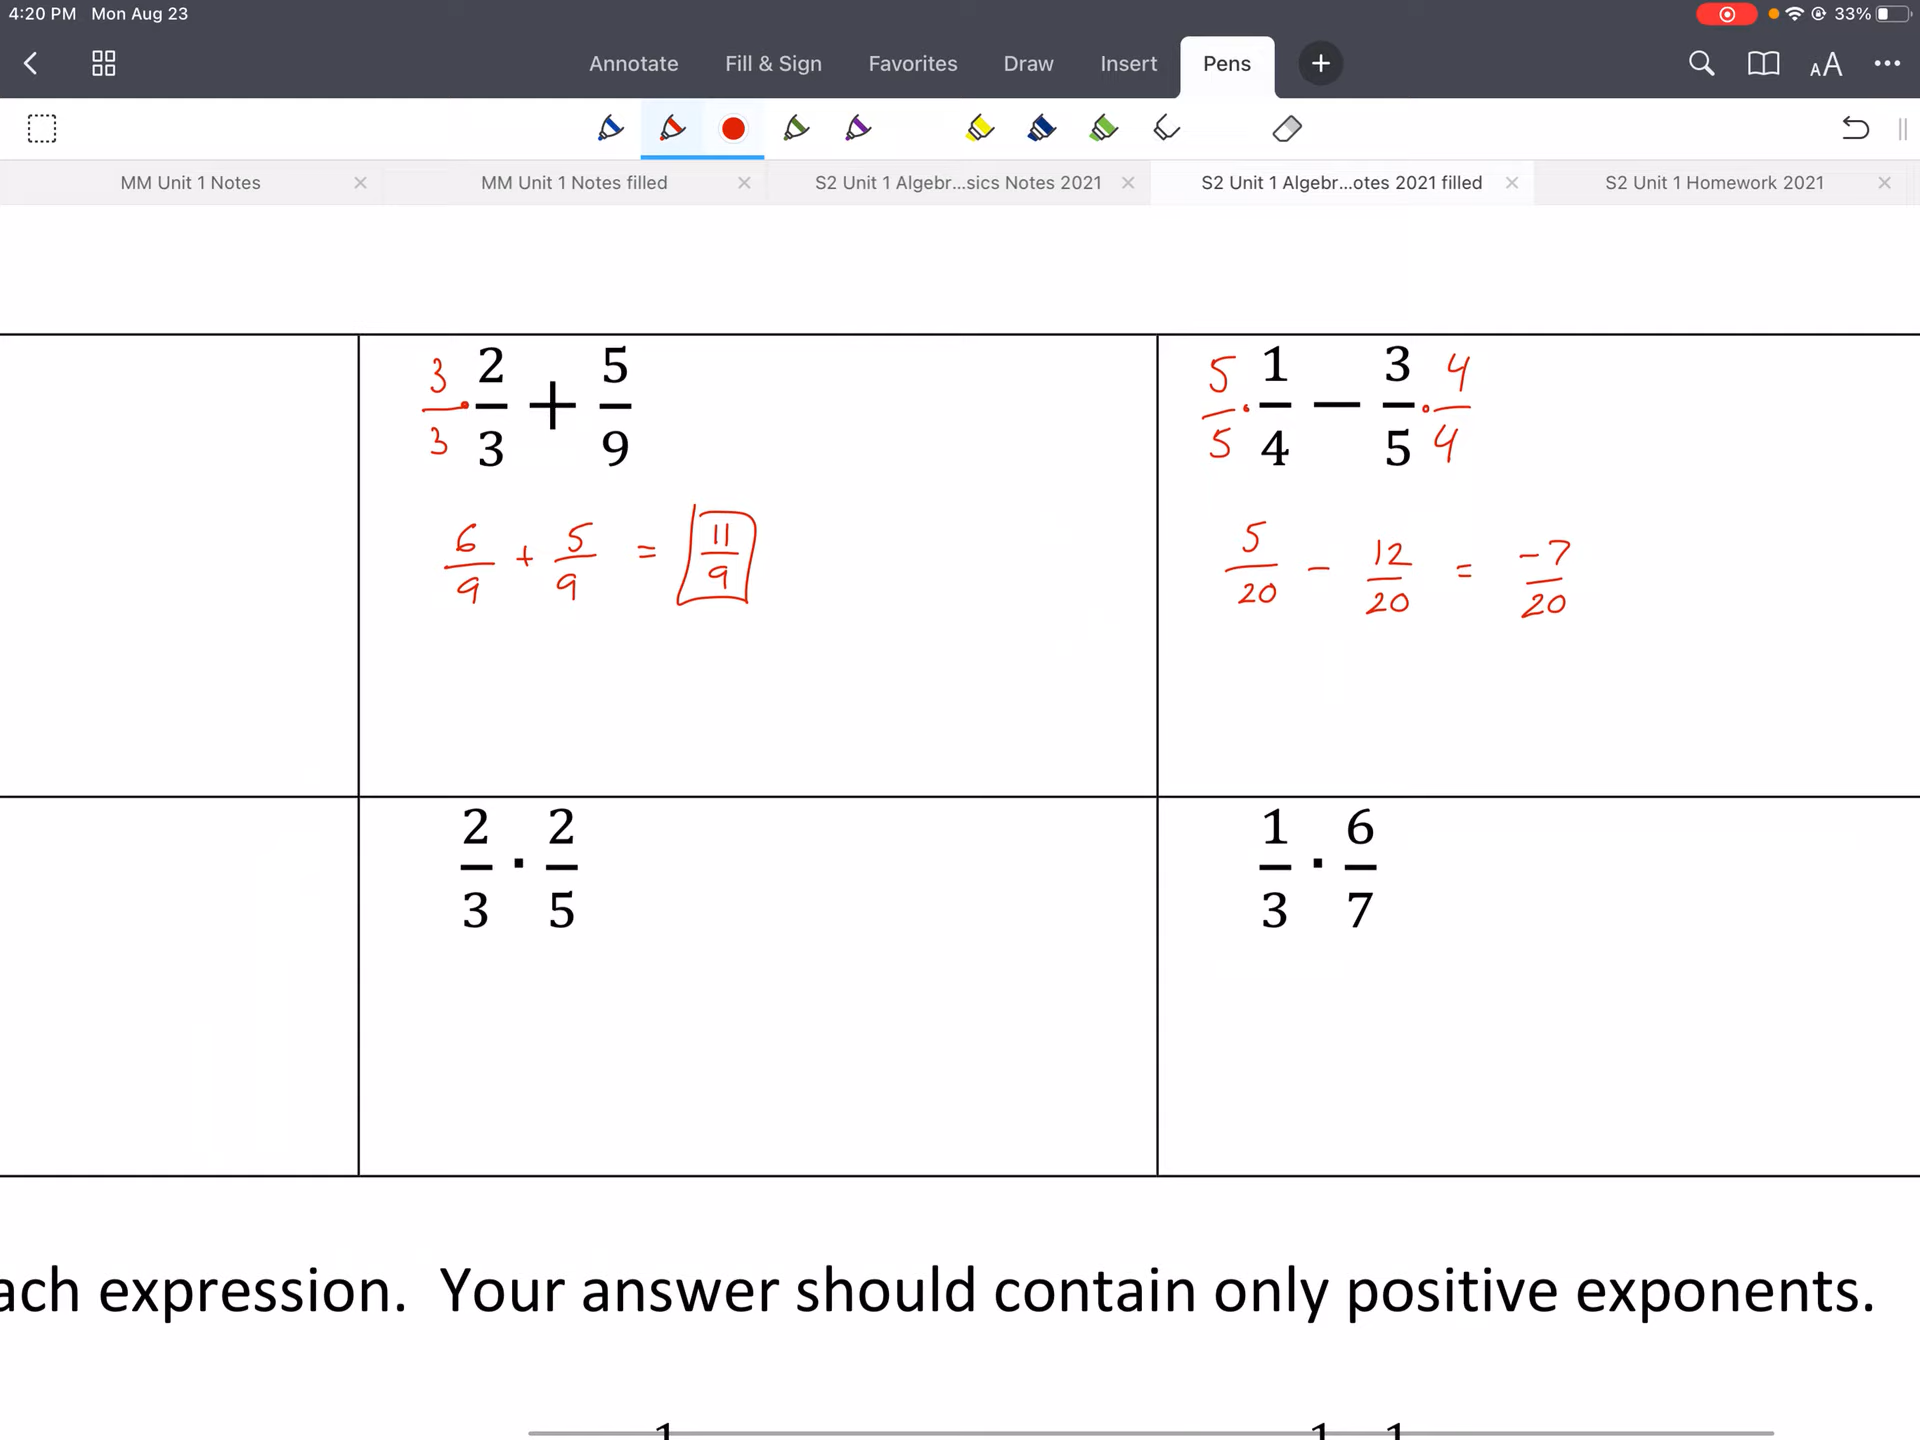 4:20 PM Mon Aug 23 33%
Annotate Fill & Sign Favorites Draw Insert Pens +
AA
MM Unit 1 Notes × MM Unit 1 Notes filled × S2 Unit 1 Algebr...sics Notes 2021 × S2 Unit 1 Algebr...otes 2021 filled × S2 Unit 1 Homework 2021 ×
3/3 · 2/3 + 5/9
6/9 + 5/9 = 11/9
5/5 · 1/4 − 3/5 · 4/4
5/20 - 12/20 = -7/20
2/3 · 2/5
1/3 · 6/7
ach expression. Your answer should contain only positive exponents.
1 1 1